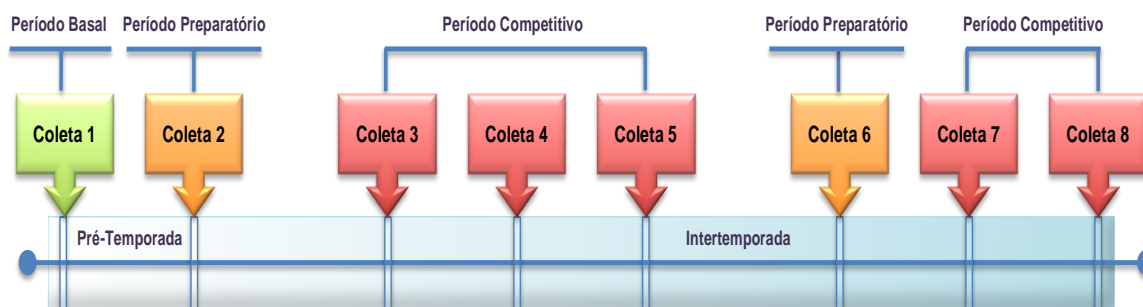 Período Basal
Período Preparatório
Período Competitivo
Período Preparatório
Período Competitivo
Coleta 1
Coleta 2
Coleta 3
Coleta 4
Coleta 5
Coleta 6
Coleta 7
Coleta 8
Pré-Temporada
Intertemporada